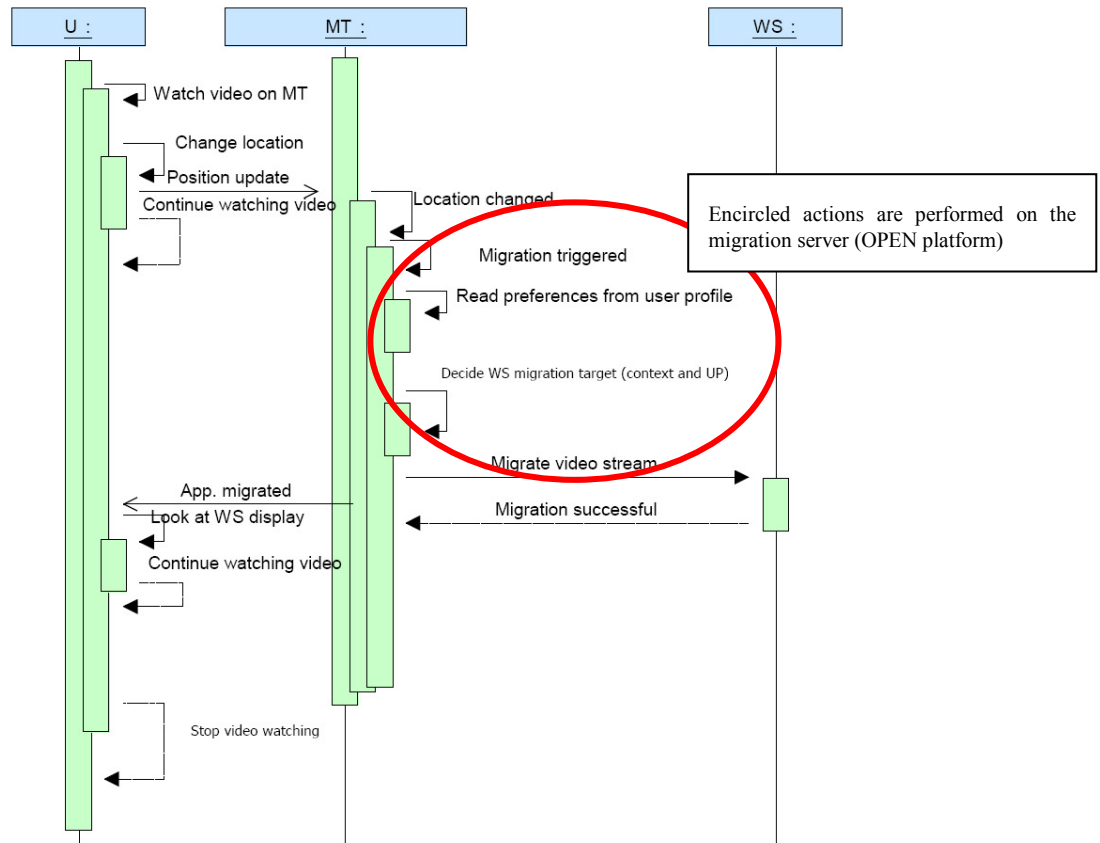 U :
MT :
WS :
Watch video on MT
Change location
Position update
Continue watching video
Location changed
Encircled actions are performed on the
migration server (OPEN platform)
Migration triggered
Read preferences from user profile
Decide WS migration target (context and UP)
Migrate video stream
App. migrated
Migration successful
Look at WS display
Continue watching video
Stop video watching